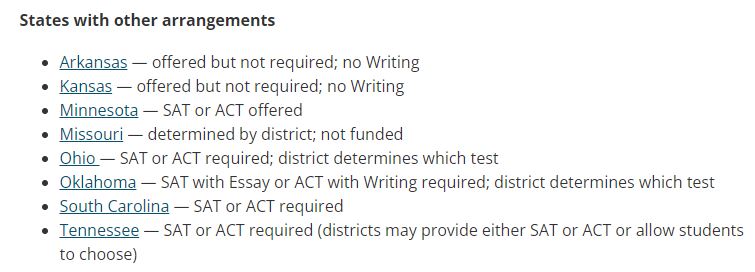 States with other arrangements
• Arkansas — offered but not required; no Writing
• Kansas — offered but not required; no Writing
• Minnesota — SAT or ACT offered
• Missouri — determined by district; not funded
• Ohio — SAT or ACT required; district determines which test
• Oklahoma — SAT with Essay or ACT with Writing required; district determines which test
• South Carolina — SAT or ACT required
• Tennessee — SAT or ACT required (districts may provide either SAT or ACT or allow students
to choose)